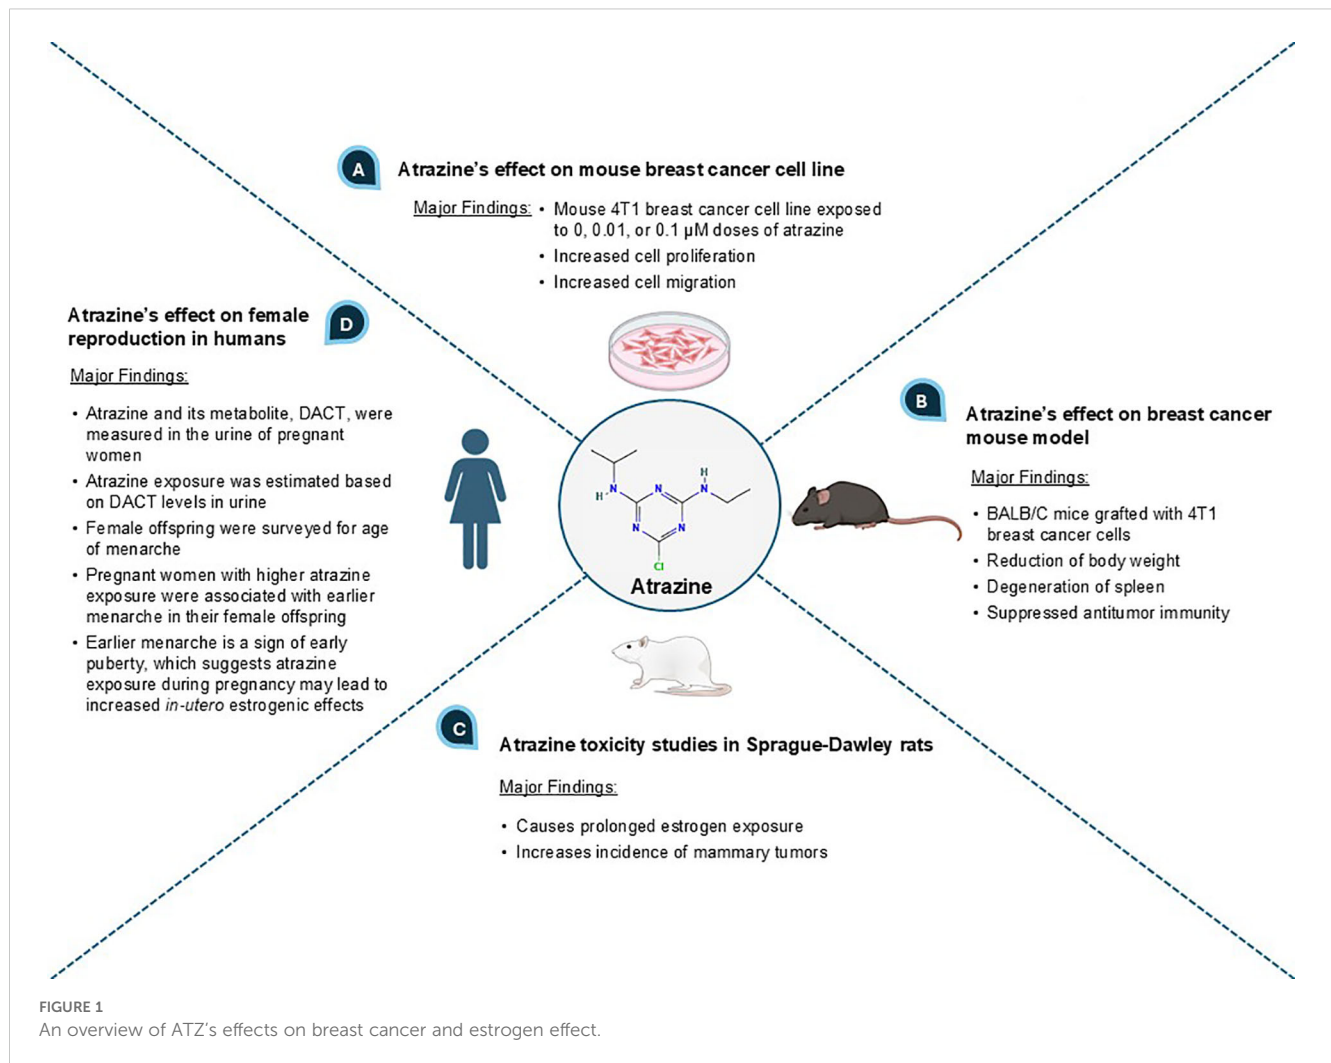 A
Atrazine's effect on mouse breast cancer cell line
Major Findings:
• Mouse 4T1 breast cancer cell line exposed
to 0, 0.01, or 0.1 µM doses of atrazine
• Increased cell proliferation
• Increased cell migration
B
Atrazine's effect on breast cancer
mouse model
Major Findings:
• BALB/C mice grafted with 4T1
breast cancer cells
• Reduction of body weight
• Degeneration of spleen
• Suppressed antitumor immunity
C
Atrazine toxicity studies in Sprague-Dawley rats
Major Findings:
• Causes prolonged estrogen exposure
• Increases incidence of mammary tumors
D
Atrazine's effect on female
reproduction in humans
Major Findings:
• Atrazine and its metabolite, DACT, were
measured in the urine of pregnant
women
• Atrazine exposure was estimated based
on DACT levels in urine
• Female offspring were surveyed for age
of menarche
• Pregnant women with higher atrazine
exposure were associated with earlier
menarche in their female offspring
• Earlier menarche is a sign of early
puberty, which suggests atrazine
exposure during pregnancy may lead to
increased in-utero estrogenic effects
H
H N N N H
N N
Cl
Atrazine
FIGURE 1
An overview of ATZ's effects on breast cancer and estrogen effect.